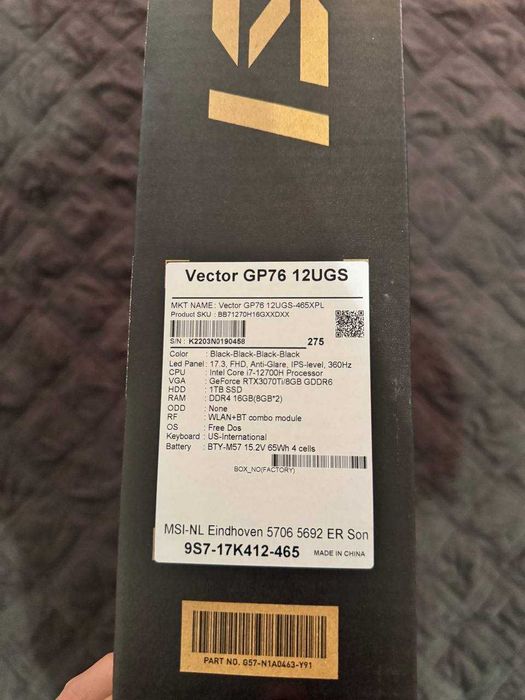 Vector GP76 12UGS
MKT NAME: Vector GP76 12UGS-465XPL
Product SKU : BB71270H16GXXDXX
S/N: K2203N0190458 275
Color : Black-Black-Black-Black
Led Panel: 17.3, FHD, Anti-Glare, IPS-level, 360Hz
CPU : Intel Core i7-12700H Processor
VGA : GeForce RTX3070Ti/8GB GDDR6
HDD : 1TB SSD
RAM : DDR4 16GB(8GB*2)
ODD : None
RF : WLAN+BT combo module
OS : Free Dos
Keyboard : US-International
Battery : BTY-M57 15.2V 65Wh 4 cells
BOX_NO(FACTORY)
MSI-NL Eindhoven 5706 5692 ER Son
9S7-17K412-465 MADE IN CHINA
PART NO. G57-N1A0463-Y91